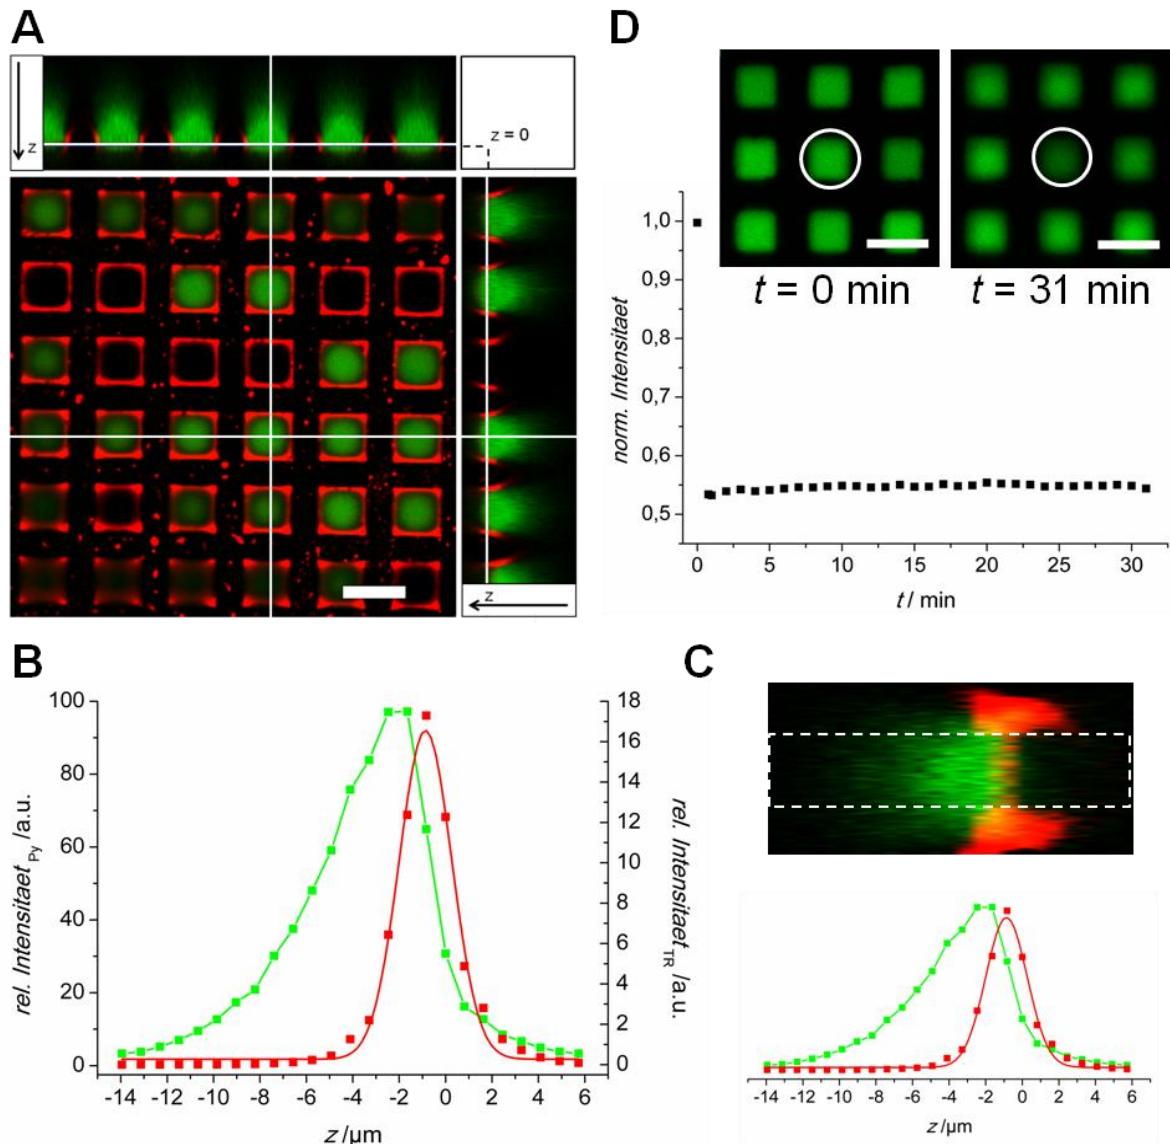 A
z
z = 0
z
D
t = 0 min
t = 31 min
norm. Intensitaet
1,0
0,9
0,8
0,7
0,6
0,5
0 5 10 15 20 25 30
t / min
B
rel. Intensitaet Py /a.u.
100
80
60
40
20
0
rel. Intensitaet TR /a.u.
18
16
14
12
10
8
6
4
2
0
-14 -12 -10 -8 -6 -4 -2 0 2 4 6
z /µm
C
-14 -12 -10 -8 -6 -4 -2 0 2 4 6
z /µm